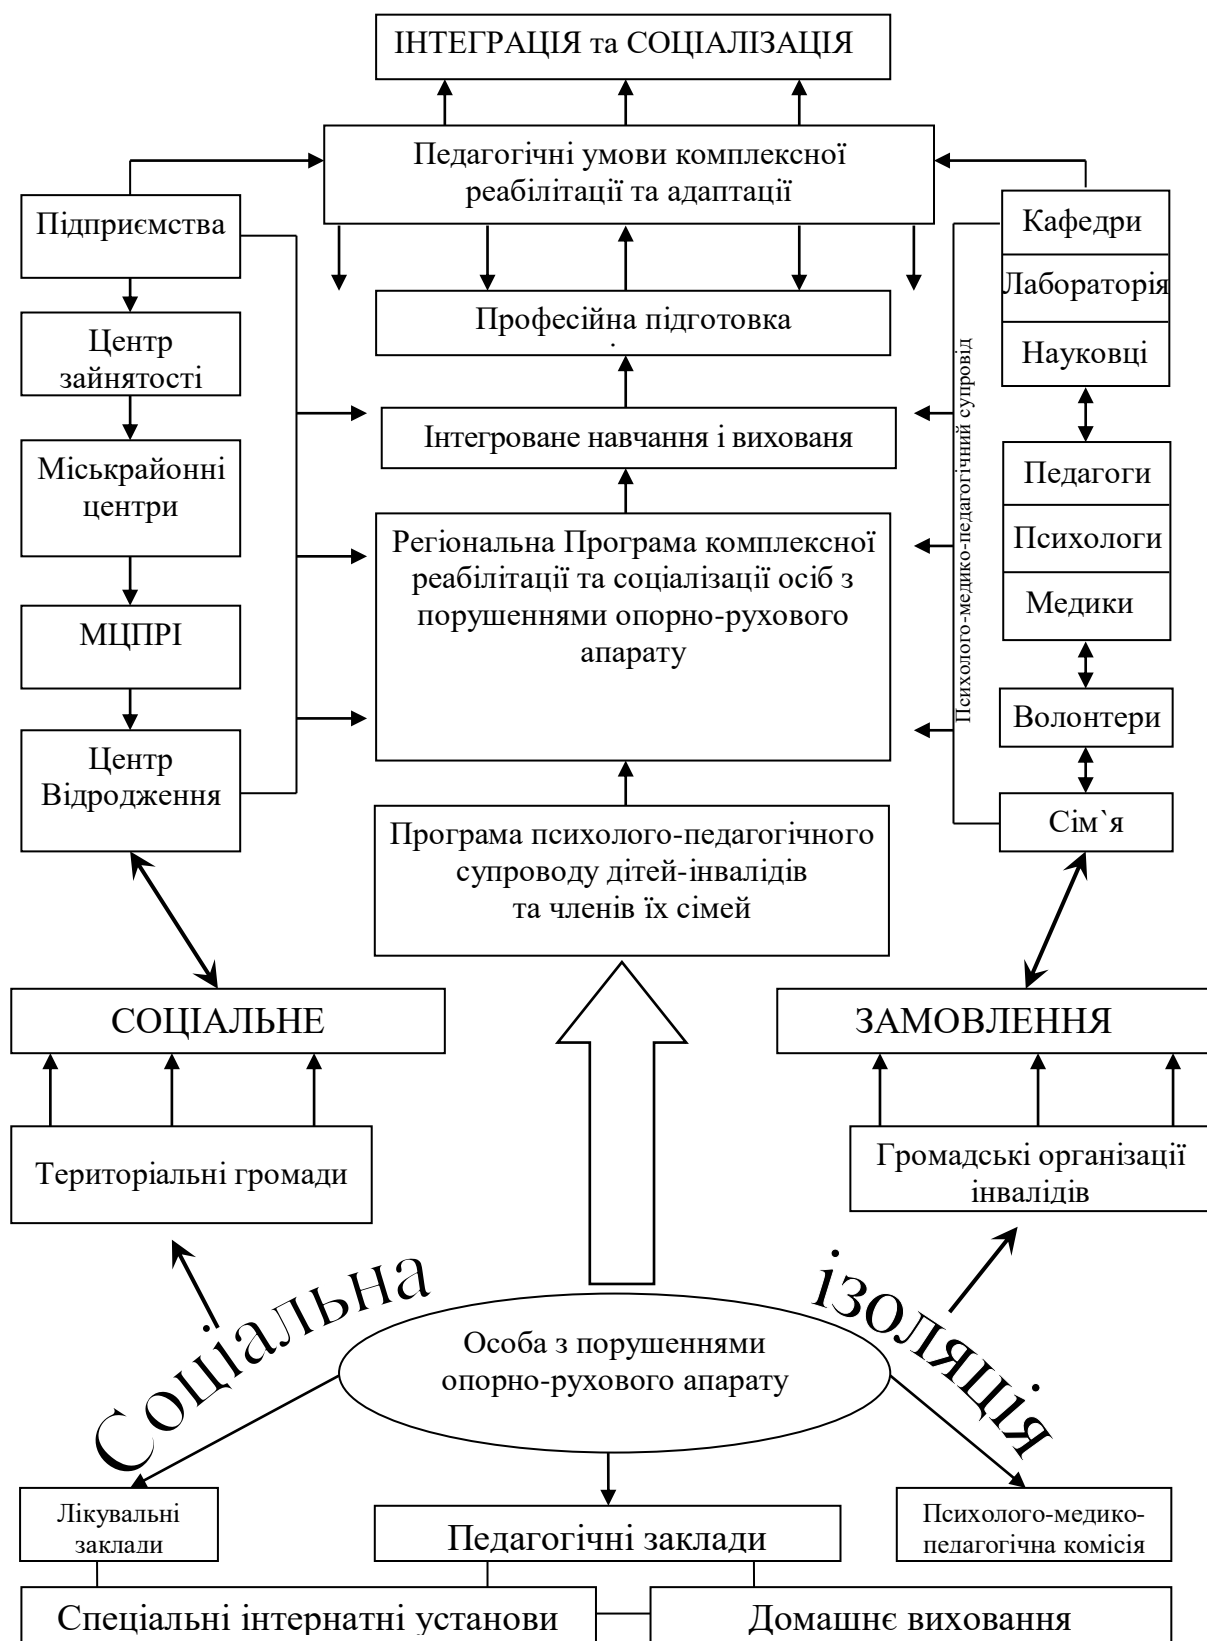 ІНТЕГРАЦІЯ та СОЦІАЛІЗАЦІЯ
Педагогічні умови комплексної
реабілітації та адаптації
Підприємства
Центр
зайнятості
Міськрайонні
центри
МЦПРІ
Центр
Відродження
Професійна підготовка
Інтегроване навчання і вихованя
Регіональна Програма комплексної
реабілітації та соціалізації осіб з
порушеннями опорно-рухового
апарату
Програма психолого-педагогічного
супроводу дітей-інвалідів
та членів їх сімей
Психолого-медико-педагогічний супровід
Кафедри
Лабораторія
Науковці
Педагоги
Психологи
Медики
Волонтери
Сім`я
СОЦІАЛЬНЕ
ЗАМОВЛЕННЯ
Територіальні громади
Громадські організації
інвалідів
Соціальна
ізоляція
Особа з порушеннями
опорно-рухового апарату
Лікувальні
заклади
Педагогічні заклади
Психолого-медико-
педагогічна комісія
Спеціальні інтернатні установи
Домашнє виховання